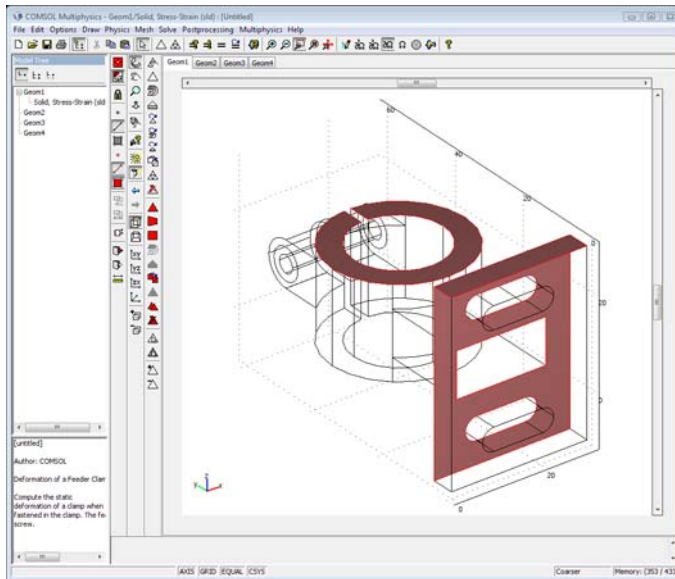 COMSOL Multiphysics - Geom1/Solid, Stress-Strain (sld) : [Untitled]
File Edit Options Draw Physics Mesh Solve Postprocessing Multiphysics Help
Model Tree
Geom1 Geom2 Geom3 Geom4
Geom1
Solid, Stress-Strain (sld
Geom2
Geom3
Geom4
60
40
20
0
20
0
20
0
z
y x
[untitled]
Author: COMSOL
Deformation of a Feeder Clam
Compute the static
deformation of a clamp when
fastened in the clamp. The fe
screw.
AXIS GRID EQUAL CSYS Coarser Memory: (353 / 43